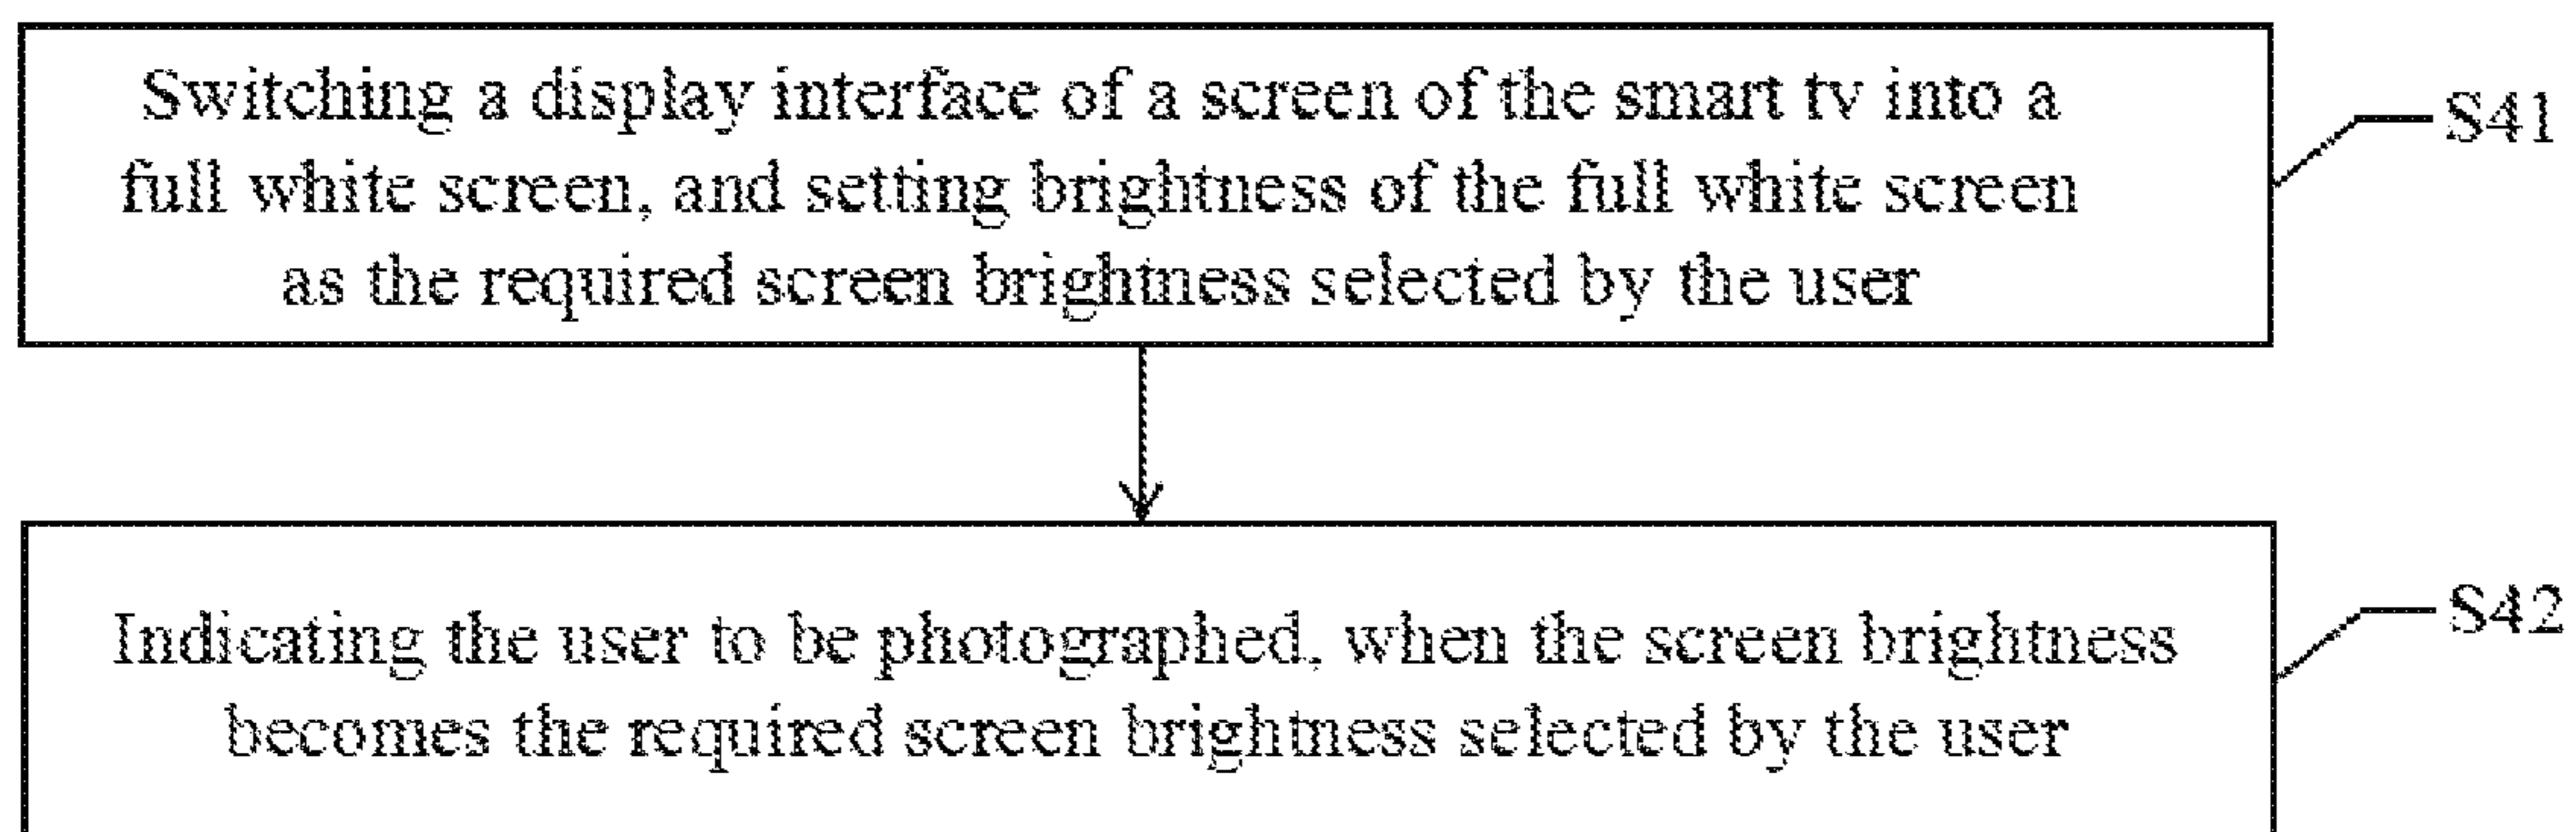 Switching a display interface of a screen of the smart tv into a
full white screen, and setting brightness of the full white screen
as the required screen brightness selected by the user
S41
Indicating the user to be photographed, when the screen brightness
becomes the required screen brightness selected by the user
S42